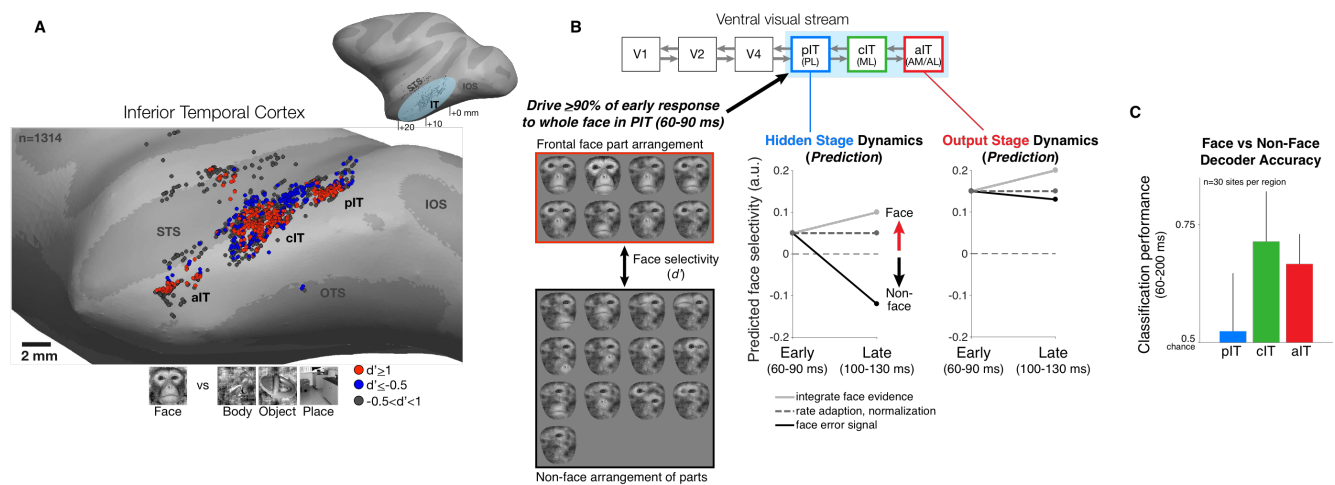 A
STS
IOS
IT
+0 mm
+10
+20
Inferior Temporal Cortex
n=1314
pIT
IOS
STS
cIT
aIT
OTS
2 mm
Face
vs
Body
Object
Place
d'≥1
d'≤-0.5
-0.5<d'<1
B
Ventral visual stream
V1
V2
V4
pIT
(PL)
cIT
(ML)
aIT
(AM/AL)
Drive ≥90% of early response
to whole face in PIT (60-90 ms)
Frontal face part arrangement
Face selectivity
(d')
Non-face arrangement of parts
Hidden Stage Dynamics
(Prediction)
Predicted face selectivity (a.u.)
0.2
0.1
0
-0.1
-0.2
Face
Non-
face
Early
(60-90 ms)
Late
(100-130 ms)
Output Stage Dynamics
(Prediction)
0.2
0.1
0
-0.1
-0.2
Early
(60-90 ms)
Late
(100-130 ms)
integrate face evidence
rate adaption, normalization
face error signal
C
Face vs Non-Face
Decoder Accuracy
n=30 sites per region
Classification performance
(60-200 ms)
0.75
0.5
chance
pIT
cIT
aIT